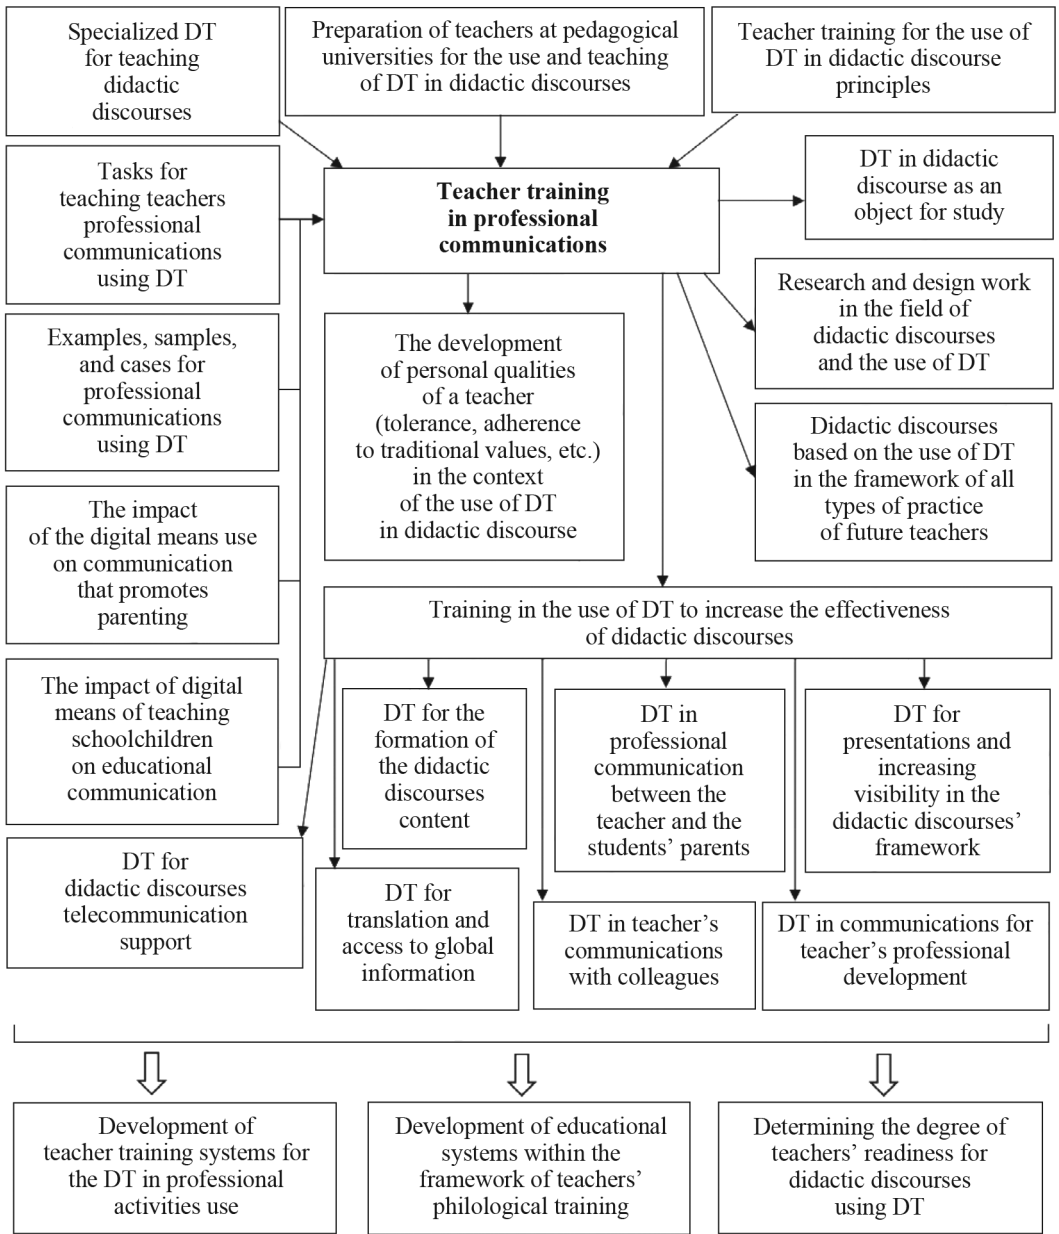 Specialized DT
for teaching
didactic
discourses
Preparation of teachers at pedagogical
universities for the use and teaching
of DT in didactic discourses
Teacher training for the use of
DT in didactic discourse
principles
Tasks for
teaching teachers
professional
communications
using DT
Teacher training
in professional
communications
DT in didactic
discourse as an
object for study
Examples, samples,
and cases for
professional
communications
using DT
The development
of personal qualities
of a teacher
(tolerance, adherence
to traditional values, etc.)
in the context
of the use of DT
in didactic discourse
Research and design work
in the field of
didactic discourses
and the use of DT
Didactic discourses
based on the use of DT
in the framework of all
types of practice
of future teachers
The impact
of the digital means use
on communication
that promotes
parenting
Training in the use of DT to increase the effectiveness
of didactic discourses
The impact of digital
means of teaching
schoolchildren
on educational
communication
DT for the
formation of
the didactic
discourses
content
DT in
professional
communication
between the
teacher and the
students’ parents
DT for
presentations and
increasing
visibility in the
didactic discourses’
framework
DT for
didactic discourses
telecommunication
support
DT for
translation and
access to global
information
DT in teacher’s
communications
with colleagues
DT in communications for
teacher’s professional
development
Development of
teacher training systems for
the DT in professional
activities use
Development of educational
systems within the
framework of teachers’
philological training
Determining the degree of
teachers’ readiness for
didactic discourses
using DT